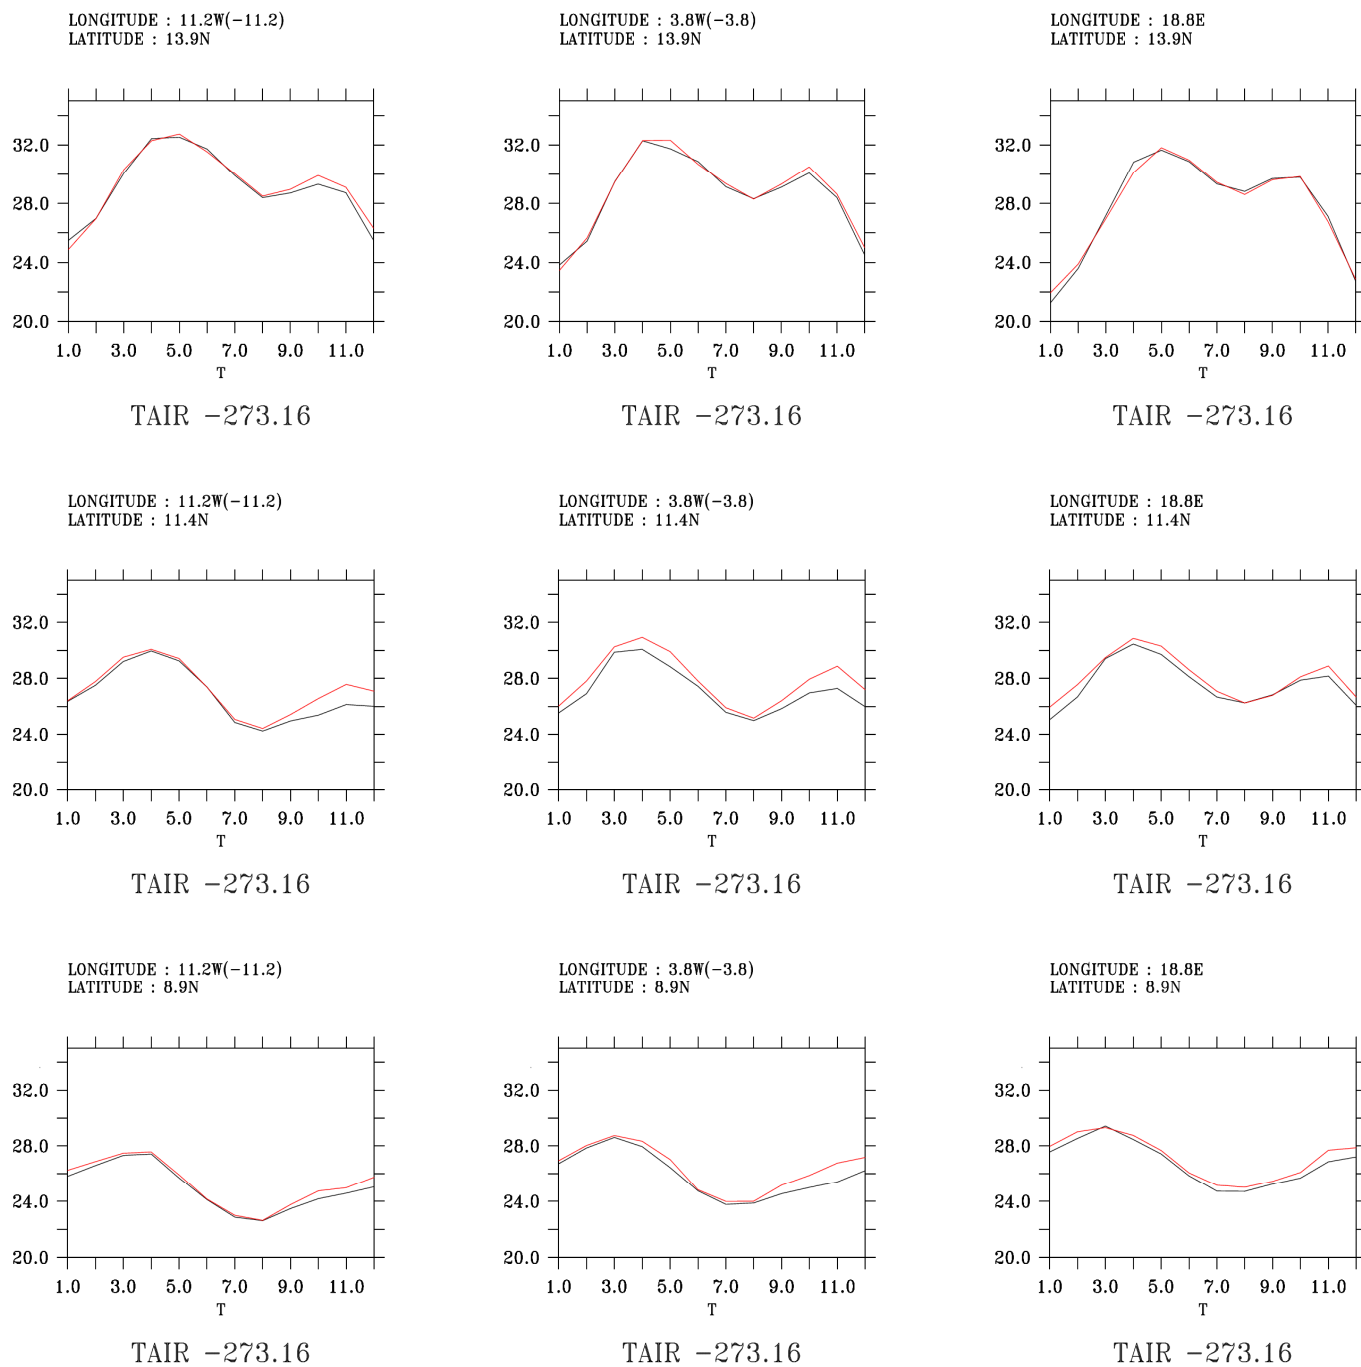 LONGITUDE : 11.2W(−11.2)
LATITUDE : 13.9N
32.0
28.0
24.0
20.0
1.0 3.0 5.0 7.0 9.0 11.0
T
TAIR −273.16
LONGITUDE : 3.8W(−3.8)
LATITUDE : 13.9N
32.0
28.0
24.0
20.0
1.0 3.0 5.0 7.0 9.0 11.0
T
TAIR −273.16
LONGITUDE : 18.8E
LATITUDE : 13.9N
32.0
28.0
24.0
20.0
1.0 3.0 5.0 7.0 9.0 11.0
T
TAIR −273.16
LONGITUDE : 11.2W(−11.2)
LATITUDE : 11.4N
32.0
28.0
24.0
20.0
1.0 3.0 5.0 7.0 9.0 11.0
T
TAIR −273.16
LONGITUDE : 3.8W(−3.8)
LATITUDE : 11.4N
32.0
28.0
24.0
20.0
1.0 3.0 5.0 7.0 9.0 11.0
T
TAIR −273.16
LONGITUDE : 18.8E
LATITUDE : 11.4N
32.0
28.0
24.0
20.0
1.0 3.0 5.0 7.0 9.0 11.0
T
TAIR −273.16
LONGITUDE : 11.2W(−11.2)
LATITUDE : 8.9N
32.0
28.0
24.0
20.0
1.0 3.0 5.0 7.0 9.0 11.0
T
TAIR −273.16
LONGITUDE : 3.8W(−3.8)
LATITUDE : 8.9N
32.0
28.0
24.0
20.0
1.0 3.0 5.0 7.0 9.0 11.0
T
TAIR −273.16
LONGITUDE : 18.8E
LATITUDE : 8.9N
32.0
28.0
24.0
20.0
1.0 3.0 5.0 7.0 9.0 11.0
T
TAIR −273.16